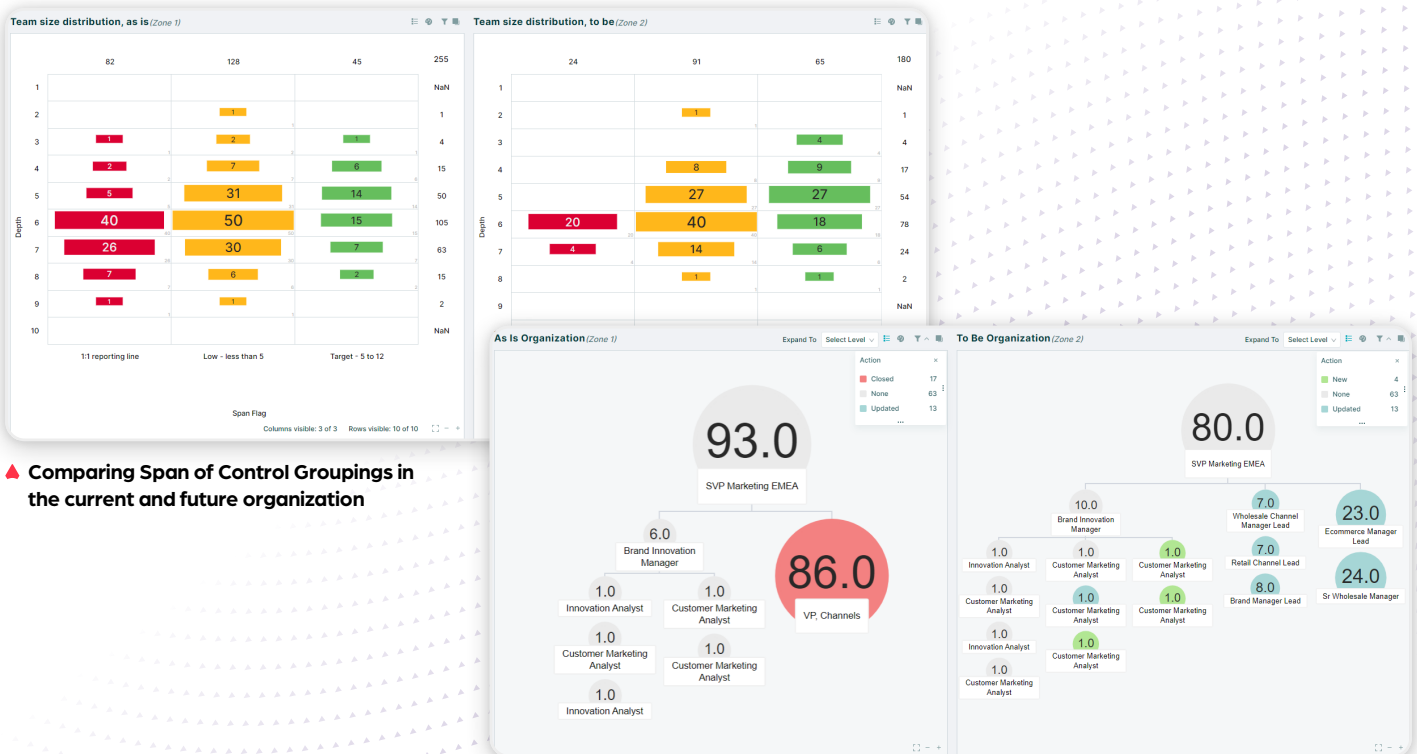 Team size distribution, as is (Zone 1)
82 128 45 255
1 NaN
2 1 1
3 1 2 1 4
4 2 7 6 15
5 5 31 14 50
Depth
6 40 50 15 105
7 26 30 7 63
8 7 6 2 15
9 1 1 2
10 NaN
1:1 reporting line Low - less than 5 Target - 5 to 12
Span Flag
Columns visible: 3 of 3 Rows visible: 10 of 10
Team size distribution, to be (Zone 2)
24 91 65 180
1 NaN
2 1 1
3 4 4
4 8 9 17
5 27 27 54
Depth
6 20 40 18 78
7 4 14 6 24
8 1 1 2
9 NaN
Comparing Span of Control Groupings in
the current and future organization
As Is Organization (Zone 1)
Expand To Select Level
Action ×
Closed 17
None 63
Updated 13
...
93.0
SVP Marketing EMEA
6.0
Brand Innovation
Manager
86.0
VP, Channels
1.0
Innovation Analyst
1.0
Customer Marketing
Analyst
1.0
Customer Marketing
Analyst
1.0
Customer Marketing
Analyst
1.0
Innovation Analyst
To Be Organization (Zone 2)
Expand To Select Level
Action ×
New 4
None 63
Updated 13
...
80.0
SVP Marketing EMEA
10.0
Brand Innovation
Manager
1.0
Innovation Analyst
1.0
Customer Marketing
Analyst
1.0
Customer Marketing
Analyst
1.0
Customer Marketing
Analyst
1.0
Customer Marketing
Analyst
1.0
Customer Marketing
Analyst
1.0
Innovation Analyst
1.0
Customer Marketing
Analyst
1.0
Customer Marketing
Analyst
7.0
Wholesale Channel
Manager Lead
7.0
Retail Channel Lead
8.0
Brand Manager Lead
23.0
Ecommerce Manager
Lead
24.0
Sr Wholesale Manager